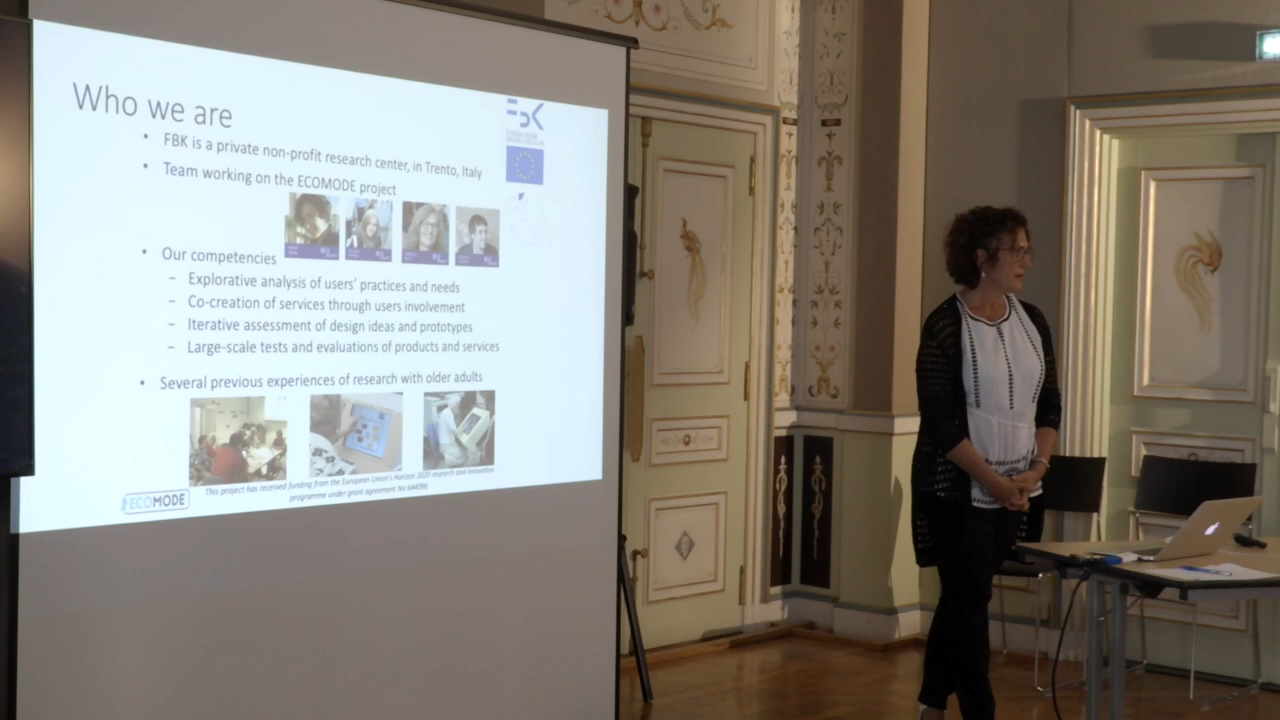 Who we are
FBK
• FBK is a private non-profit research center, in Trento, Italy
• Team working on the ECOMODE project
• Our competencies
– Explorative analysis of users' practices and needs
– Co-creation of services through users involvement
– Iterative assessment of design ideas and prototypes
– Large-scale tests and evaluations of products and services
• Several previous experiences of research with older adults
This project has received funding from the European Union's Horizon 2020 research and innovation
programme under grant agreement No 644096
ECOMODE